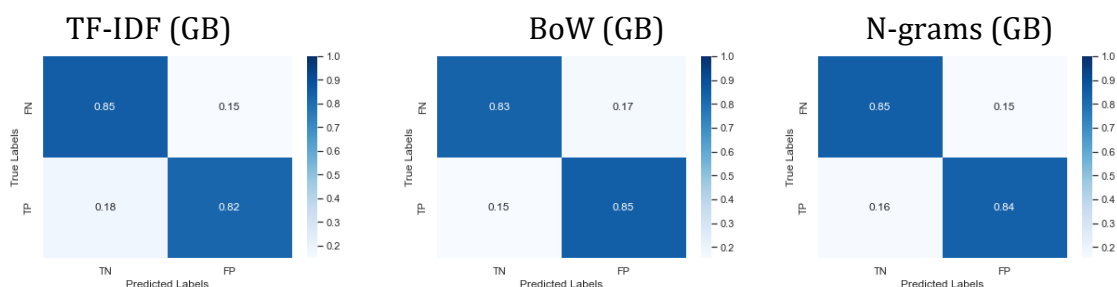 TF-IDF (GB)
FN
TP
True Labels
0.85
0.15
0.18
0.82
TN
FP
Predicted Labels
1.0
0.9
0.8
0.7
0.6
0.5
0.4
0.3
0.2
BoW (GB)
FN
TP
True Labels
0.83
0.17
0.15
0.85
TN
FP
Predicted Labels
1.0
0.9
0.8
0.7
0.6
0.5
0.4
0.3
0.2
N-grams (GB)
FN
TP
True Labels
0.85
0.15
0.16
0.84
TN
FP
Predicted Labels
1.0
0.9
0.8
0.7
0.6
0.5
0.4
0.3
0.2